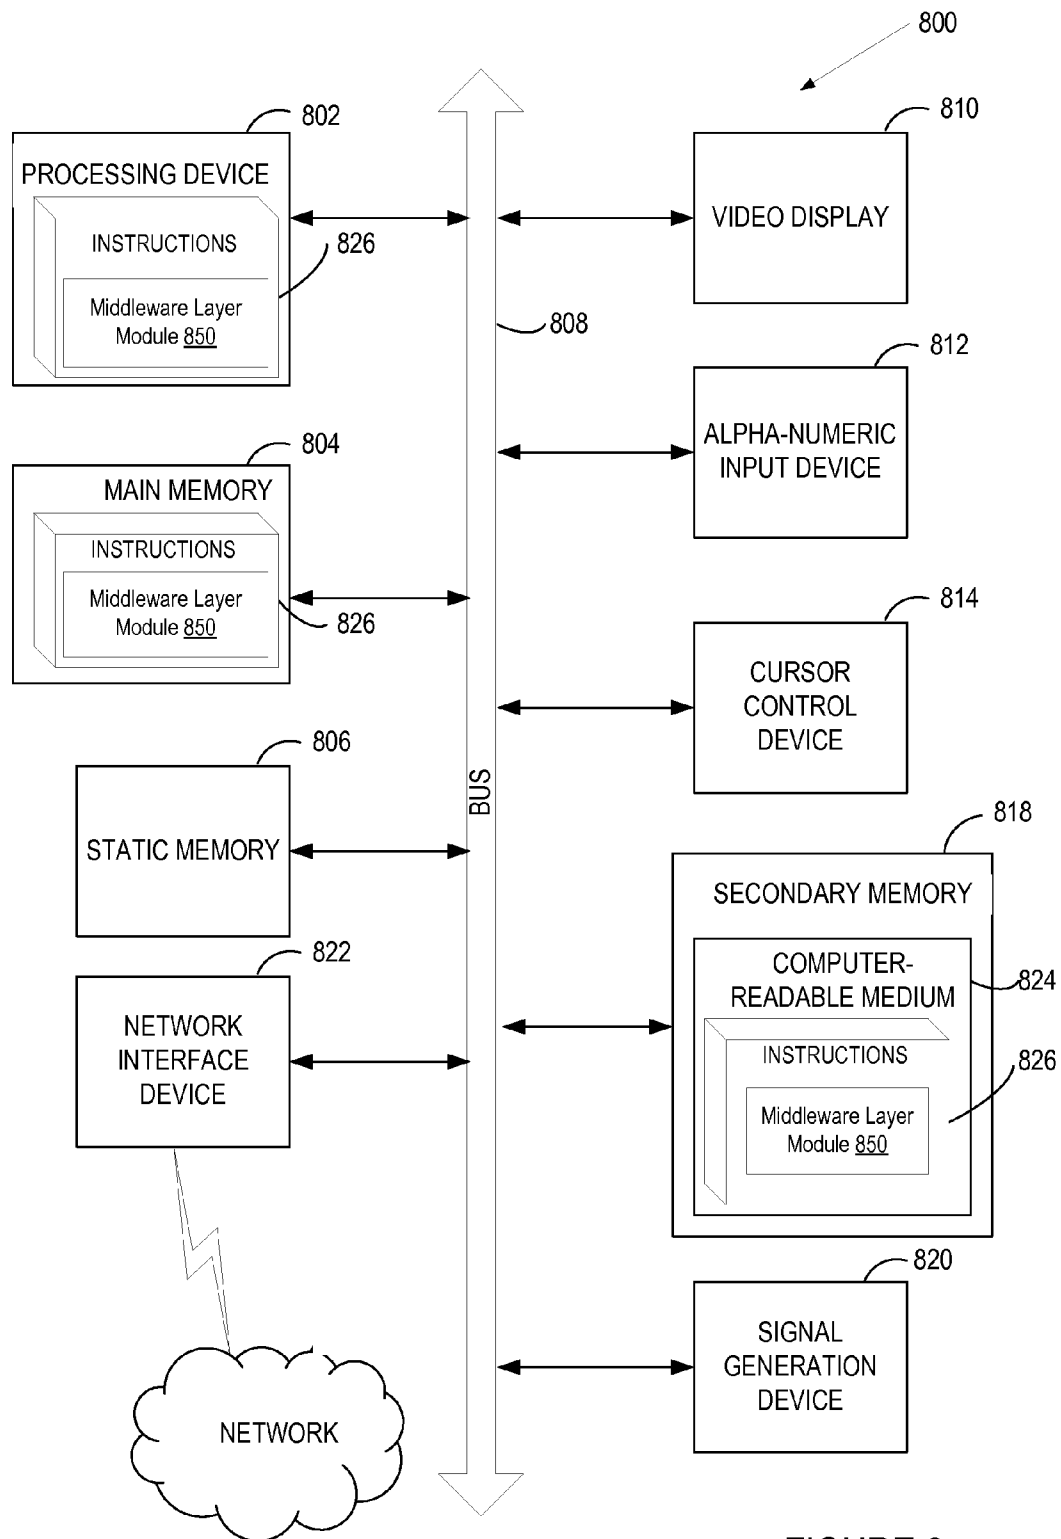 800
802
PROCESSING DEVICE
INSTRUCTIONS
826
Middleware Layer
Module 850
804
MAIN MEMORY
INSTRUCTIONS
Middleware Layer
Module 850
826
806
STATIC MEMORY
822
NETWORK
INTERFACE
DEVICE
NETWORK
808
BUS
810
VIDEO DISPLAY
812
ALPHA-NUMERIC
INPUT DEVICE
814
CURSOR
CONTROL
DEVICE
818
SECONDARY MEMORY
COMPUTER-
READABLE MEDIUM
824
INSTRUCTIONS
826
Middleware Layer
Module 850
820
SIGNAL
GENERATION
DEVICE